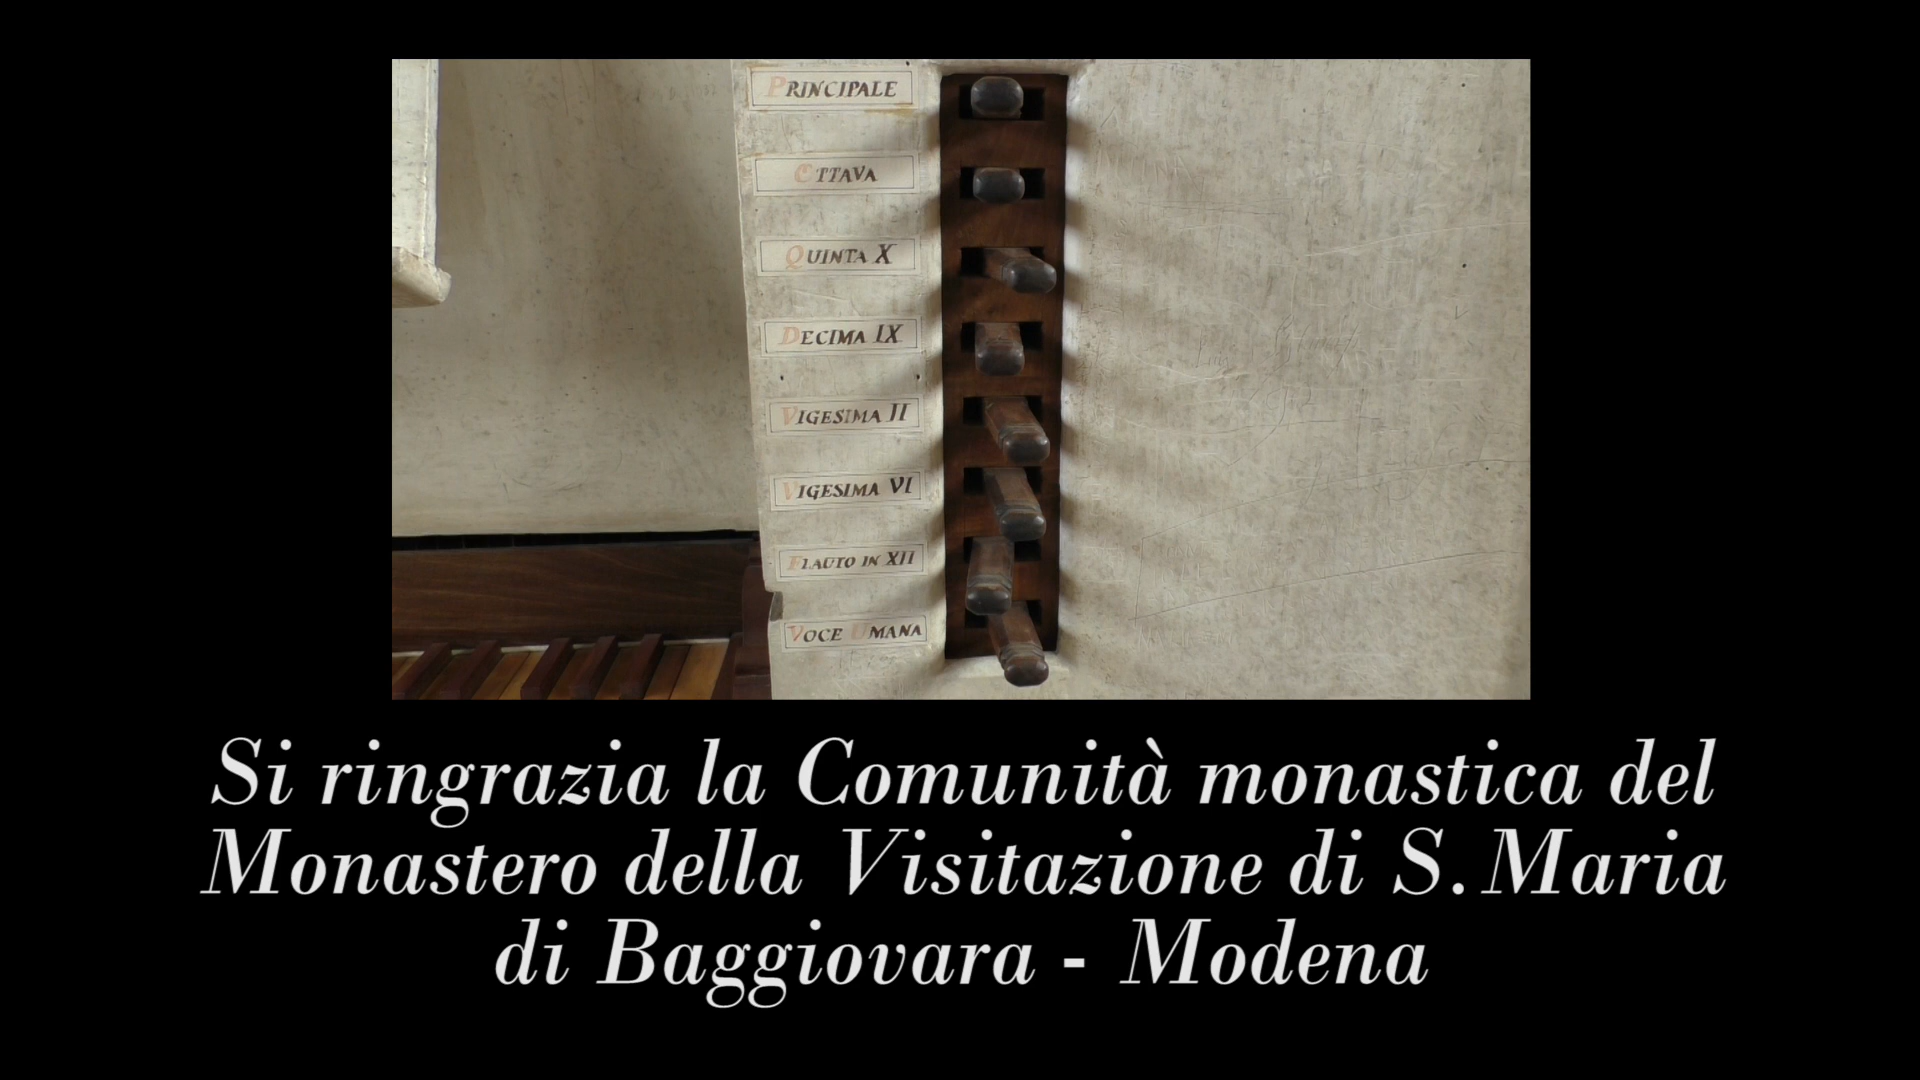 PRINCIPALE
OTTAVA
QUINTA X
DECIMA IX
VIGESIMA II
VIGESIMA VI
FLAUTO IN XII
VOCE UMANA
Si ringrazia la Comunità monastica del
Monastero della Visitazione di S. Maria
di Baggiovara - Modena